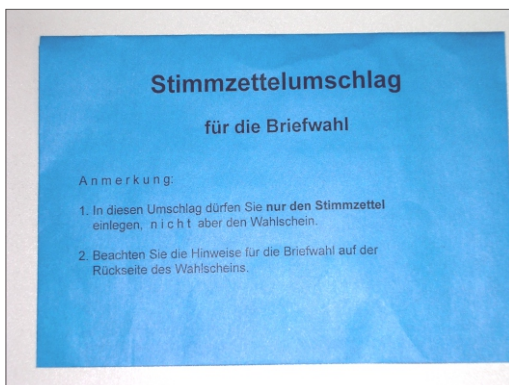 Stimmzettelumschlag
für die Briefwahl
Anmerkung:
1. In diesen Umschlag dürfen Sie nur den Stimmzettel
einlegen, nicht aber den Wahlschein.
2. Beachten Sie die Hinweise für die Briefwahl auf der
Rückseite des Wahlscheins.